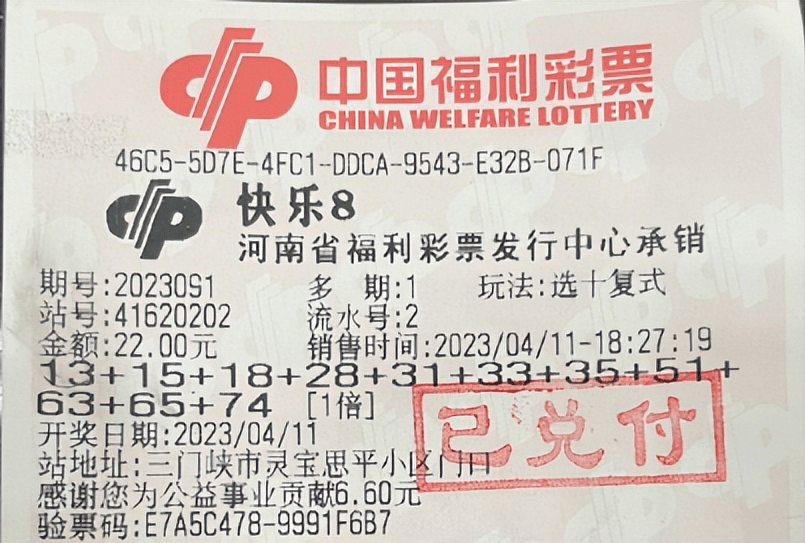 中国福利彩票
CHINA WELFARE LOTTERY
46C5-5D7E-4FC1-DDCA-9543-E32B-071F
快乐8
河南省福利彩票发行中心承销
期号:2023091 多 期:1 玩法:选十复式
站号:41620202 流水号:2
金额:22.00元 销售时间:2023/04/11-18:27:19
13+15+18+28+31+33+35+51+
63+65+74 [1倍]
已兑付
开奖日期:2023/04/11
站地址:三门峡市灵宝思平小区门口
感谢您为公益事业贡献6.60元
验票码:E7A5C478-9991F6B7